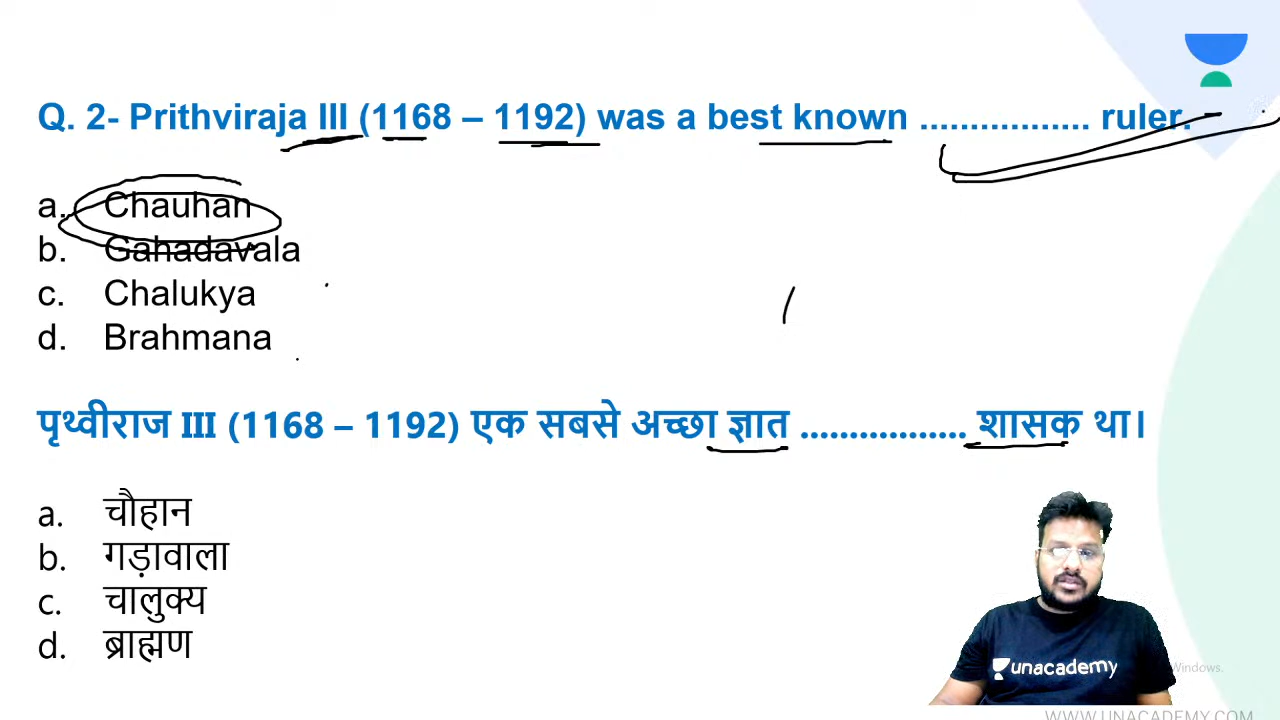 Q. 2- Prithviraja III (1168 – 1192) was a best known ................. ruler.
a. Chauhan
b. Gahadavala
c. Chalukya
d. Brahmana
पृथ्वीराज III (1168 – 1192) एक सबसे अच्छा ज्ञात ................. शासक था।
a. चौहान
b. गड़ावाला
c. चालुक्य
d. ब्राह्मण
unacademy
Windows.
WWW.UNACADEMY.COM